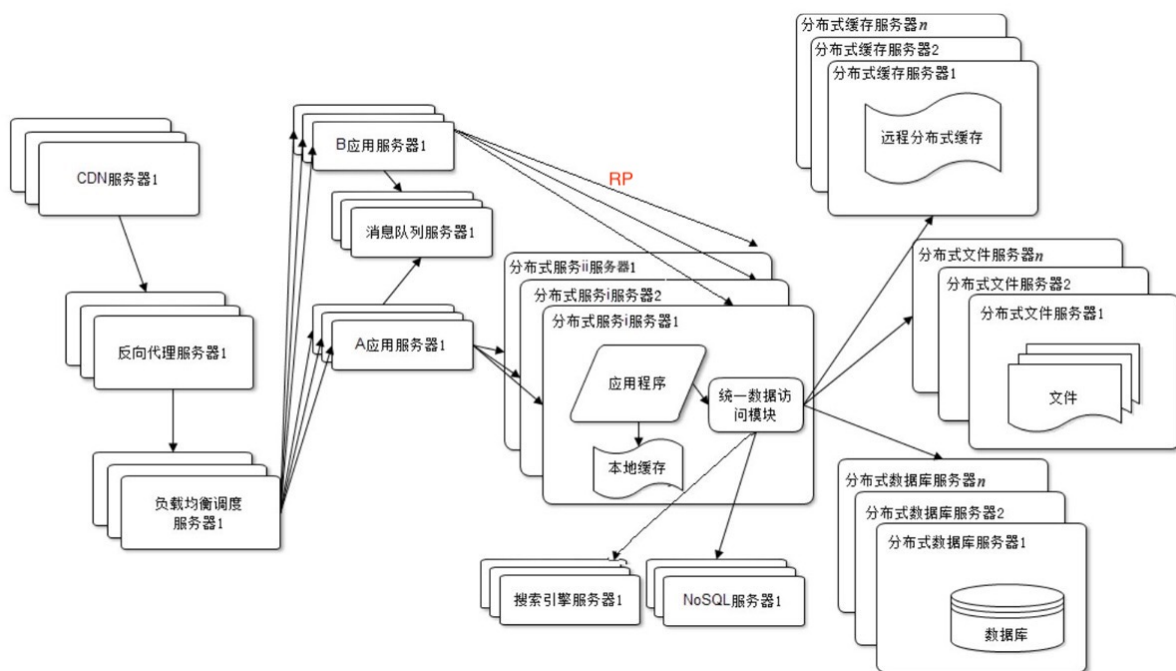 分布式缓存服务器n
分布式缓存服务器2
分布式缓存服务器1
远程分布式缓存
B应用服务器1
CDN服务器1
RP
消息队列服务器1
分布式服务ii服务器1
分布式服务i服务器2
分布式服务i服务器1
分布式文件服务器n
分布式文件服务器2
分布式文件服务器1
文件
反向代理服务器1
A应用服务器1
应用程序
统一数据访
问模块
本地缓存
负载均衡调度
服务器1
分布式数据库服务器n
分布式数据库服务器2
分布式数据库服务器1
数据库
搜索引擎服务器1
NoSQL服务器1